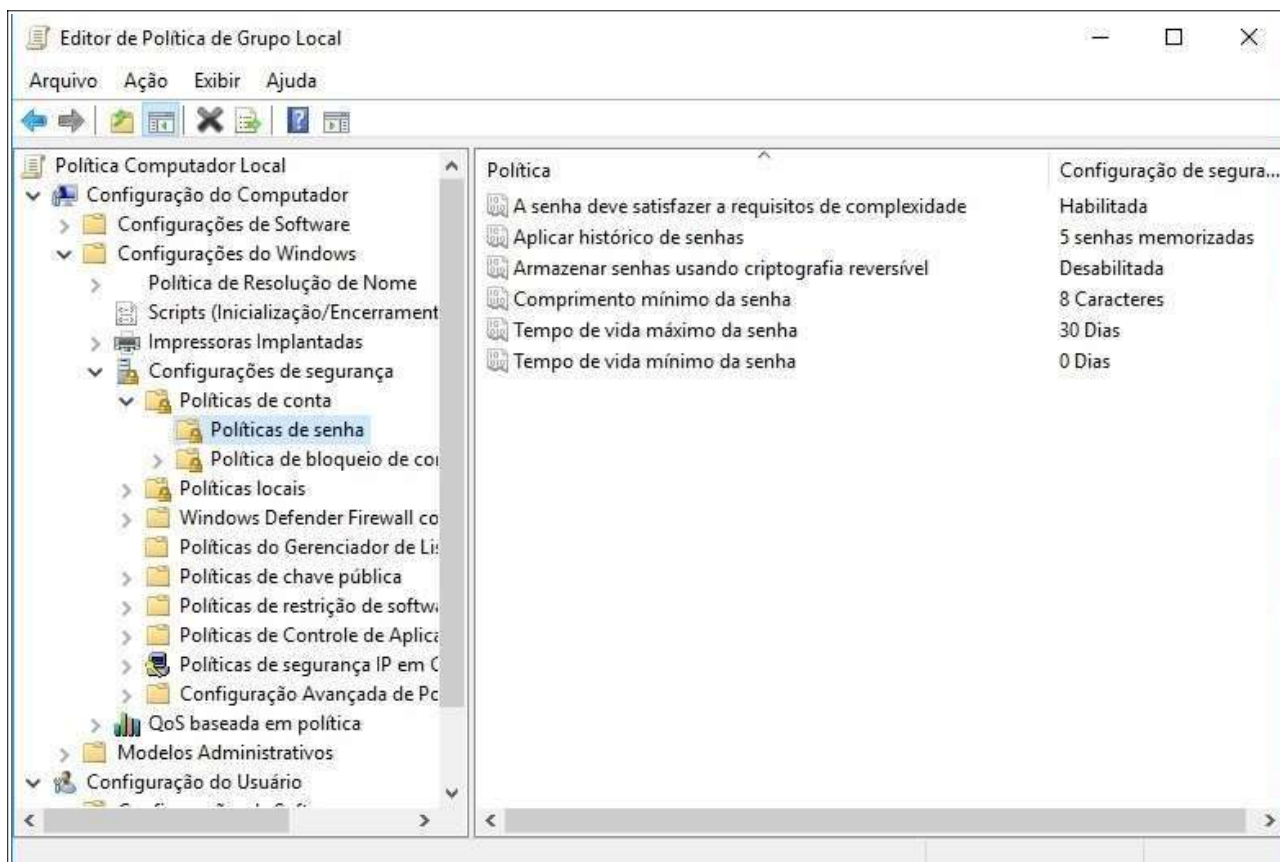 Editor de Política de Grupo Local
Arquivo Ação Exibir Ajuda
Política Computador Local
Configuração do Computador
Configurações de Software
Configurações do Windows
Política de Resolução de Nome
Scripts (Inicialização/Encerrament
Impressoras Implantadas
Configurações de segurança
Políticas de conta
Políticas de senha
Política de bloqueio de co
Políticas locais
Windows Defender Firewall co
Políticas do Gerenciador de Li
Políticas de chave pública
Políticas de restrição de softw
Políticas de Controle de Aplica
Políticas de segurança IP em
Configuração Avançada de
QoS baseada em política
Modelos Administrativos
Configuração do Usuário
Política Configuração de segura...
A senha deve satisfazer a requisitos de complexidade Habilitada
Aplicar histórico de senhas 5 senhas memorizadas
Armazenar senhas usando criptografia reversível Desabilitada
Comprimento mínimo da senha 8 Caracteres
Tempo de vida máximo da senha 30 Dias
Tempo de vida mínimo da senha 0 Dias